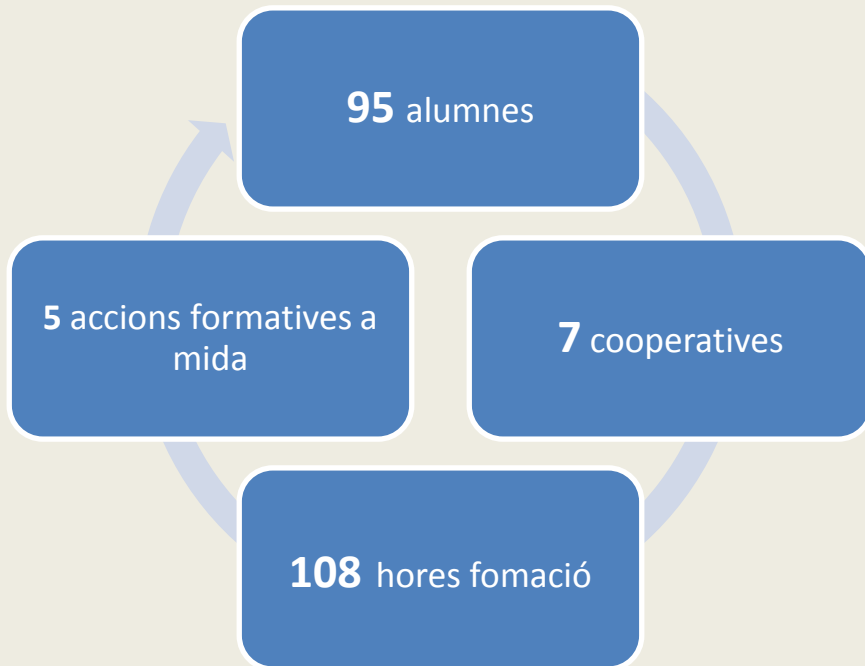 95 alumnes
5 accions formatives a
mida
7 cooperatives
108 hores fomació